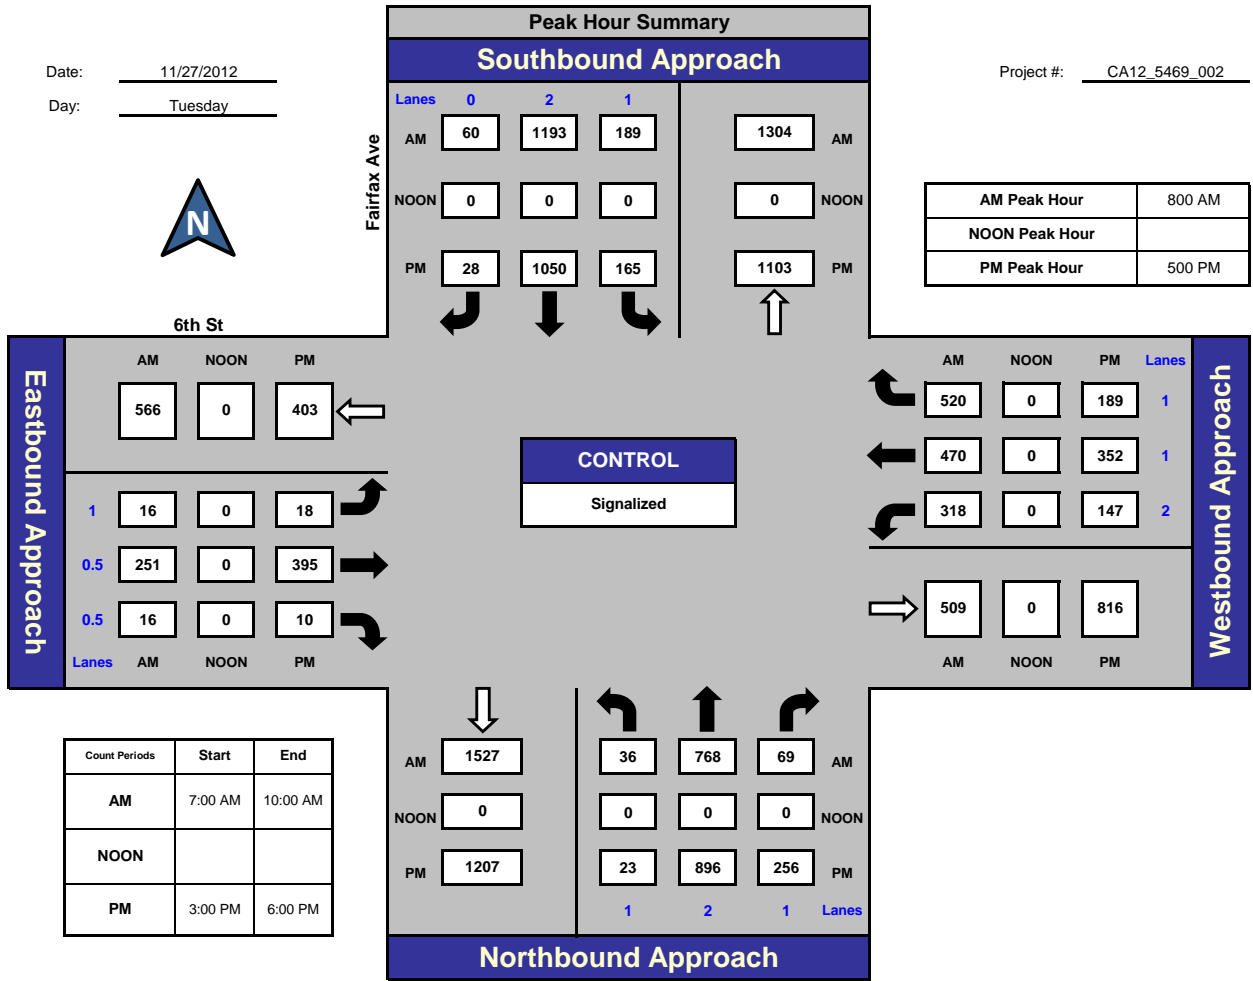 Peak Hour Summary
Southbound Approach
Date: 11/27/2012
Project #: CA12_5469_002
Day: Tuesday
Lanes 0 2 1
AM 60 1193 189 1304 AM
Fairfax Ave
N
NOON 0 0 0 0 NOON
AM Peak Hour 800 AM
NOON Peak Hour
PM Peak Hour 500 PM
PM 28 1050 165 1103 PM
6th St
Eastbound Approach
AM NOON PM
566 0 403
1 16 0 18
0.5 251 0 395
0.5 16 0 10
Lanes AM NOON PM
CONTROL
Signalized
AM NOON PM Lanes
520 0 189 1
470 0 352 1
318 0 147 2
509 0 816
AM NOON PM
Westbound Approach
Count Periods Start End
AM 7:00 AM 10:00 AM
NOON
PM 3:00 PM 6:00 PM
AM 1527 36 768 69 AM
NOON 0 0 0 0 NOON
PM 1207 23 896 256 PM
1 2 1 Lanes
Northbound Approach